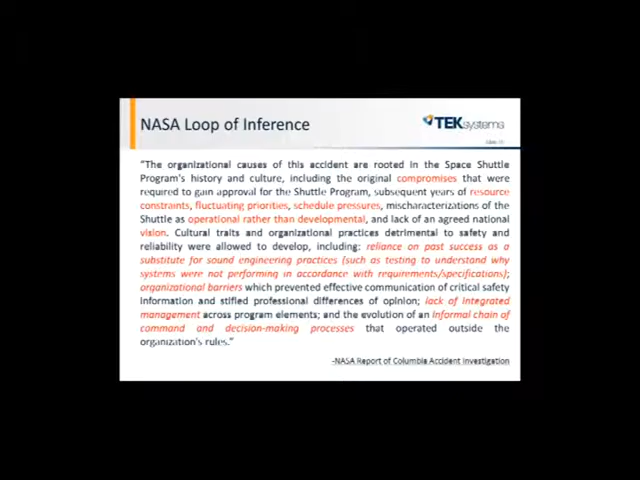 NASA Loop of Inference
TEKsystems
"The organizational causes of this accident are rooted in the Space Shuttle
Program's history and culture, including the original compromises that were
required to gain approval for the Shuttle Program, subsequent years of resource
constraints, fluctuating priorities, schedule pressures, mischaracterizations of the
Shuttle as operational rather than developmental, and lack of an agreed national
vision. Cultural traits and organizational practices detrimental to safety and
reliability were allowed to develop, including: reliance on past success as a
substitute for sound engineering practices (such as testing to understand why
systems were not performing in accordance with requirements/specifications);
organizational barriers which prevented effective communication of critical safety
information and stifled professional differences of opinion; lack of integrated
management across program elements; and the evolution of an informal chain of
command and decision-making processes that operated outside the
organization's rules."
-NASA Report of Columbia Accident Investigation